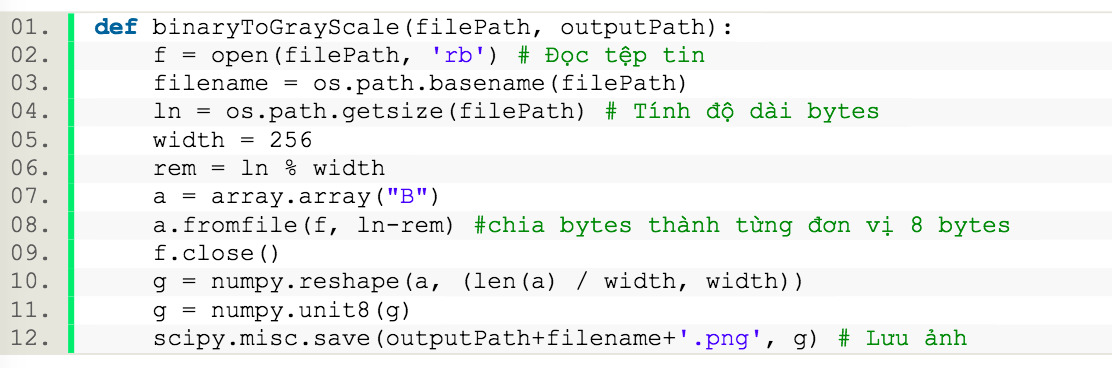 01. def binaryToGrayScale(filePath, outputPath):
02.     f = open(filePath, 'rb') # Đọc tệp tin
03.     filename = os.path.basename(filePath)
04.     ln = os.path.getsize(filePath) # Tính độ dài bytes
05.     width = 256
06.     rem = ln % width
07.     a = array.array("B")
08.     a.fromfile(f, ln-rem) #chia bytes thành từng đơn vị 8 bytes
09.     f.close()
10.     g = numpy.reshape(a, (len(a) / width, width))
11.     g = numpy.unit8(g)
12.     scipy.misc.save(outputPath+filename+'.png', g) # Lưu ảnh